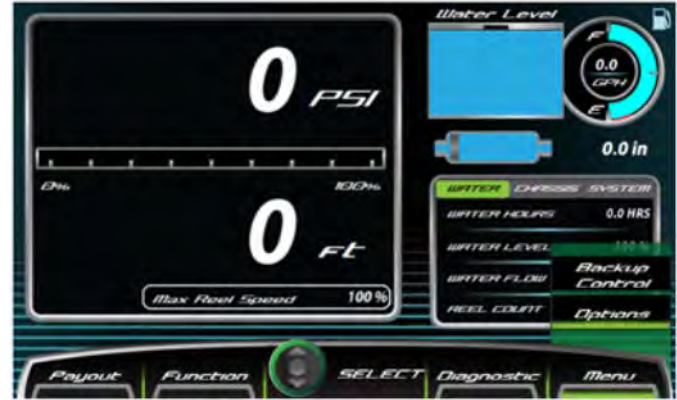 Water Level
0 PSI
F
0.0
GPH
E
0.0 in
0% 100%
WATER CHASSIS SYSTEM
WATER HOURS 0.0 HRS
0 Ft
WATER LEVEL 100 %
WATER FLOW
REEL COUNT
Max Reel Speed 100 %
Backup
Control
Options
Payout Function SELECT Diagnostic Menu